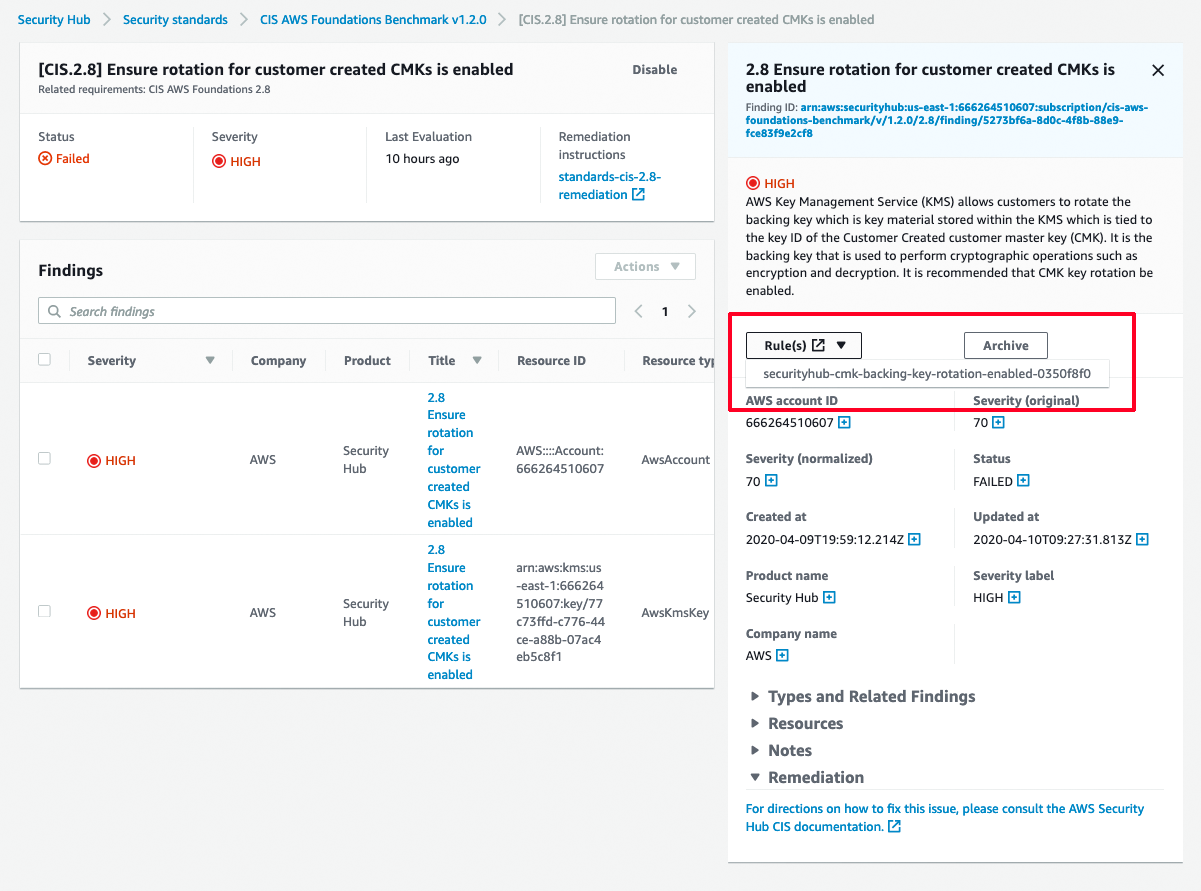 Security Hub > Security standards > CIS AWS Foundations Benchmark v1.2.0 > [CIS.2.8] Ensure rotation for customer created CMKs is enabled
[CIS.2.8] Ensure rotation for customer created CMKs is enabled
Disable
Related requirements: CIS AWS Foundations 2.8
Status
Failed
Severity
HIGH
Last Evaluation
10 hours ago
Remediation
instructions
standards-cis-2.8-
remediation
Findings
Actions
Search findings
1
Severity
Company
Product
Title
Resource ID
Resource typ
HIGH
AWS
Security
Hub
2.8
Ensure
rotation
for
customer
created
CMKs is
enabled
AWS::::Account:
666264510607
AwsAccount
HIGH
AWS
Security
Hub
2.8
Ensure
rotation
for
customer
created
CMKs is
enabled
arn:aws:kms:us
-east-1:666264
510607:key/77
c73ffd-c776-44
ce-a88b-07ac4
eb5c8f1
AwsKmsKey
2.8 Ensure rotation for customer created CMKs is
enabled
Finding ID: arn:aws:securityhub:us-east-1:666264510607:subscription/cis-aws-
foundations-benchmark/v/1.2.0/2.8/finding/5273bf6a-8d0c-4f8b-88e9-
fce83f9e2cf8
HIGH
AWS Key Management Service (KMS) allows customers to rotate the
backing key which is key material stored within the KMS which is tied to
the key ID of the Customer Created customer master key (CMK). It is the
backing key that is used to perform cryptographic operations such as
encryption and decryption. It is recommended that CMK key rotation be
enabled.
Rule(s)
Archive
securityhub-cmk-backing-key-rotation-enabled-0350f8f0
AWS account ID
666264510607
Severity (original)
70
Severity (normalized)
70
Status
FAILED
Created at
2020-04-09T19:59:12.214Z
Updated at
2020-04-10T09:27:31.813Z
Product name
Security Hub
Severity label
HIGH
Company name
AWS
Types and Related Findings
Resources
Notes
Remediation
For directions on how to fix this issue, please consult the AWS Security
Hub CIS documentation.